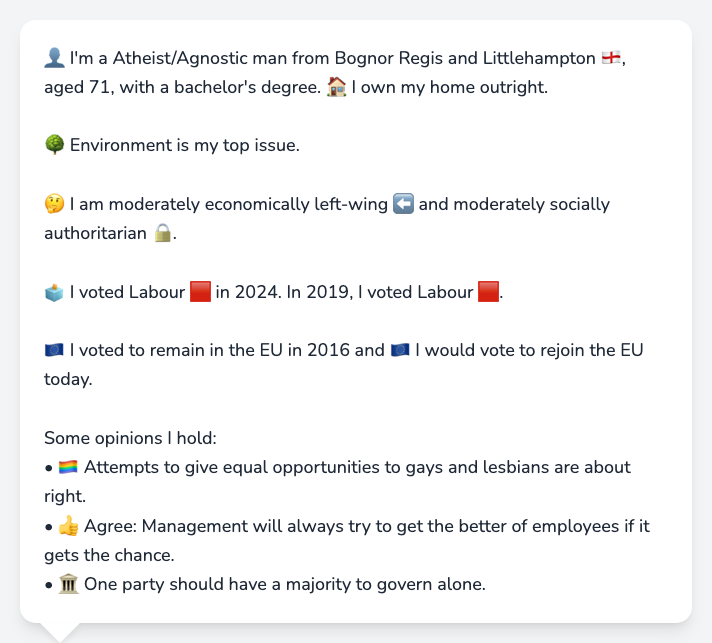 👤 I'm a Atheist/Agnostic man from Bognor Regis and Littlehampton 🏴󠁧󠁢󠁥󠁮󠁧󠁿,
aged 71, with a bachelor's degree. 🏠 I own my home outright.
🌳 Environment is my top issue.
🤔 I am moderately economically left-wing ⬅️ and moderately socially
authoritarian 🔒.
🗳️ I voted Labour 🟥 in 2024. In 2019, I voted Labour 🟥.
🇪🇺 I voted to remain in the EU in 2016 and 🇪🇺 I would vote to rejoin the EU
today.
Some opinions I hold:
• 🏳️‍🌈 Attempts to give equal opportunities to gays and lesbians are about
right.
• 👍 Agree: Management will always try to get the better of employees if it
gets the chance.
• 🏛️ One party should have a majority to govern alone.